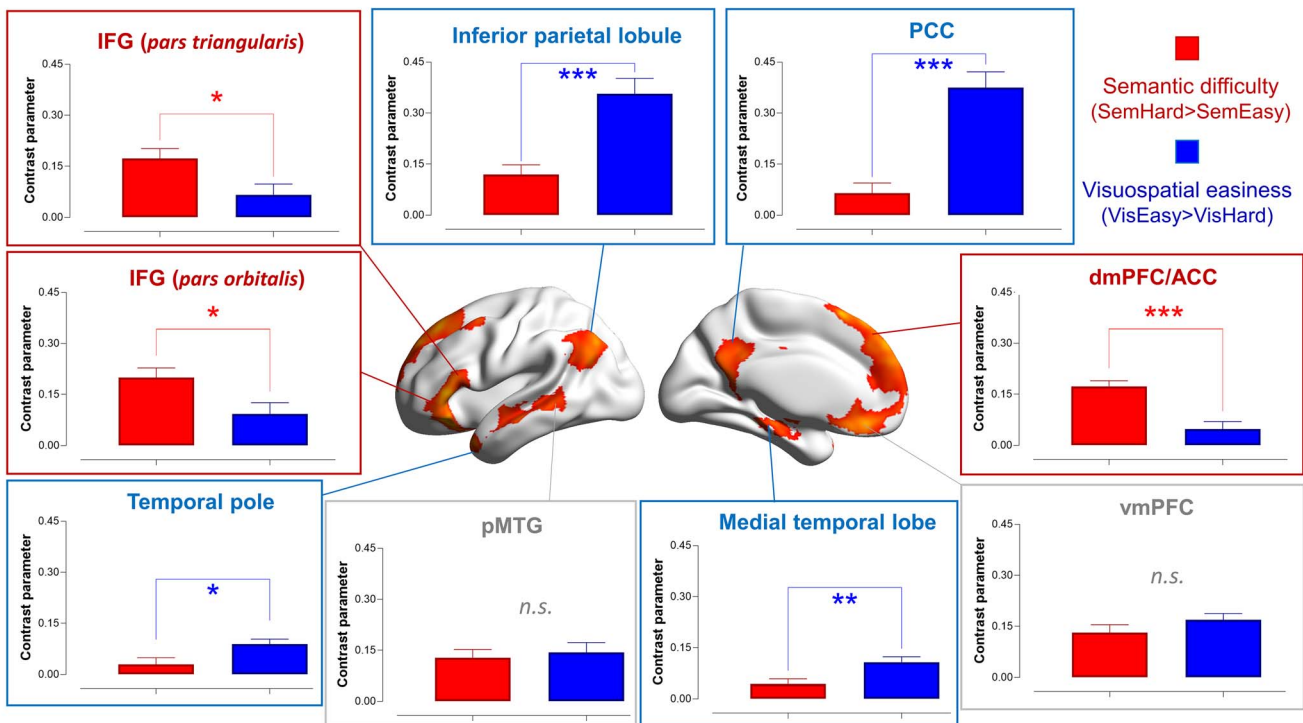 IFG (pars triangularis)
Contrast parameter
0.45
0.30
0.15
0.00
*
Inferior parietal lobule
Contrast parameter
0.45
0.30
0.15
0.00
***
PCC
Contrast parameter
0.45
0.30
0.15
0.00
***
Semantic difficulty
(SemHard>SemEasy)
Visuospatial easiness
(VisEasy>VisHard)
IFG (pars orbitalis)
Contrast parameter
0.45
0.30
0.15
0.00
*
dmPFC/ACC
Contrast parameter
0.45
0.30
0.15
0.00
***
Temporal pole
Contrast parameter
0.45
0.30
0.15
0.00
*
pMTG
Contrast parameter
0.45
0.30
0.15
0.00
n.s.
Medial temporal lobe
Contrast parameter
0.45
0.30
0.15
0.00
**
vmPFC
Contrast parameter
0.45
0.30
0.15
0.00
n.s.